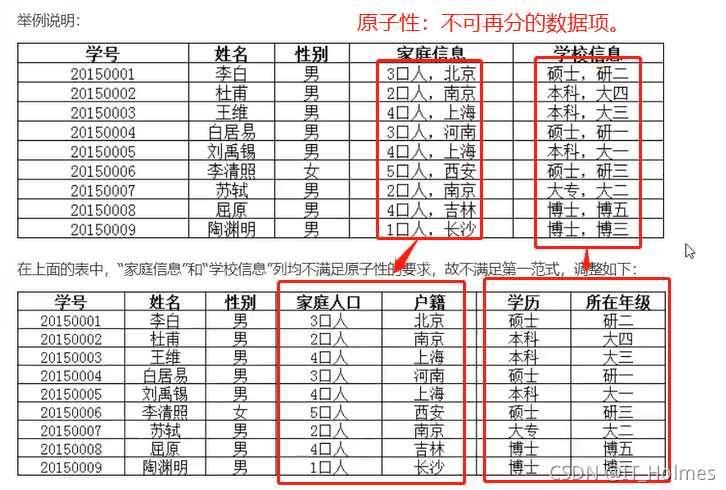 举例说明：
原子性：不可再分的数据项。
学号 姓名 性别 家庭信息 学校信息
20150001 李白 男 3口人，北京 硕士，研二
20150002 杜甫 男 2口人，南京 本科，大四
20150003 王维 男 4口人，上海 本科，大三
20150004 白居易 男 3口人，河南 硕士，研一
20150005 刘禹锡 男 4口人，上海 本科，大一
20150006 李清照 女 5口人，西安 硕士，研三
20150007 苏轼 男 2口人，南京 大专，大二
20150008 屈原 男 4口人，吉林 博士，博五
20150009 陶渊明 男 1口人，长沙 博士，博三
在上面的表中，“家庭信息”和“学校信息”列均不满足原子性的要求，故不满足第一范式，调整如下：
学号 姓名 性别 家庭人口 户籍 学历 所在年级
20150001 李白 男 3口人 北京 硕士 研二
20150002 杜甫 男 2口人 南京 本科 大四
20150003 王维 男 4口人 上海 本科 大三
20150004 白居易 男 3口人 河南 硕士 研一
20150005 刘禹锡 男 4口人 上海 本科 大一
20150006 李清照 女 5口人 西安 硕士 研三
20150007 苏轼 男 2口人 南京 大专 大二
20150008 屈原 男 4口人 吉林 博士 博五
20150009 陶渊明 男 1口人 长沙 博士 博三
CSDN @IT_Holmes